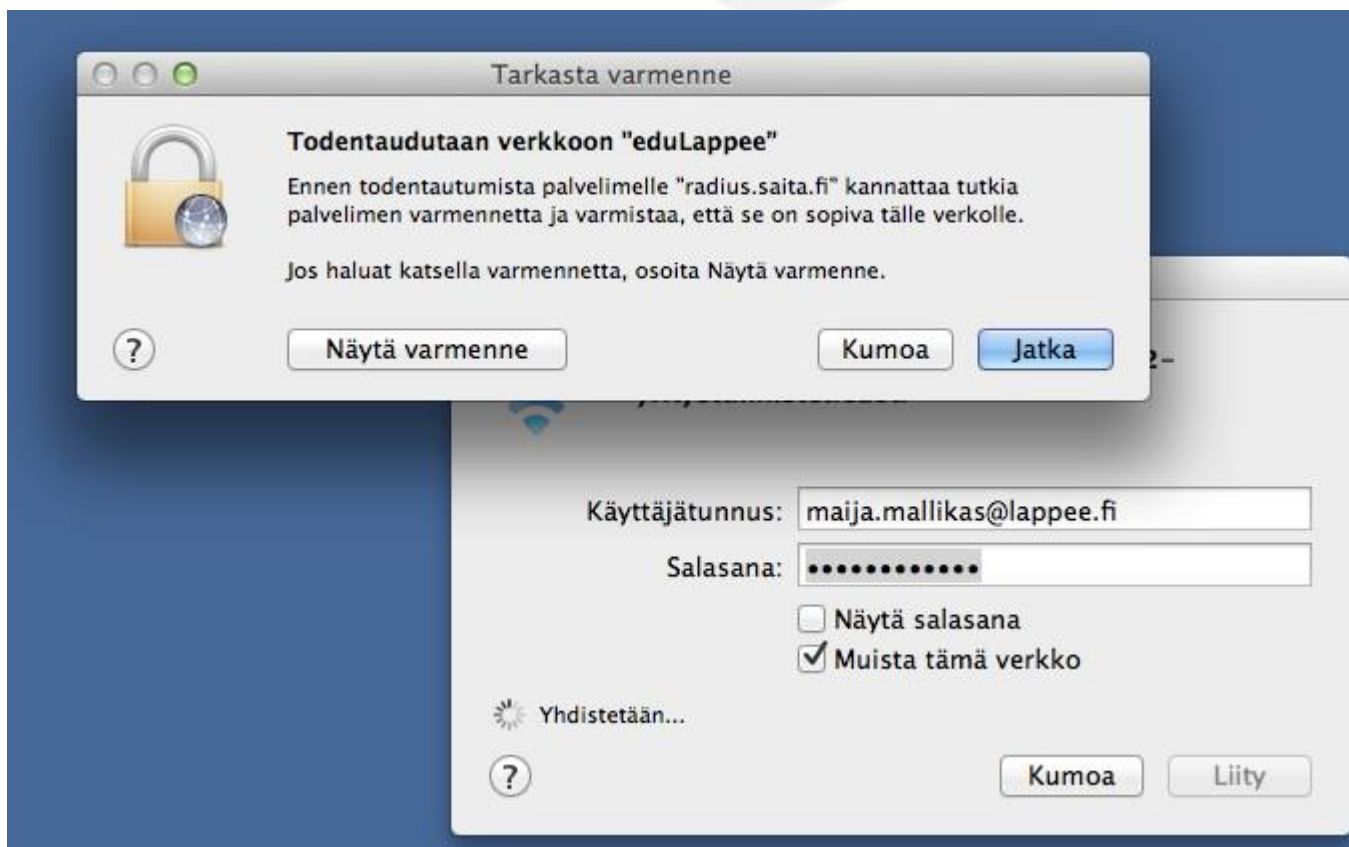 Tarkasta varmenne
Todentaudutaan verkkoon "eduLappee"
Ennen todentautumista palvelimelle "radius.saita.fi" kannattaa tutkia
palvelimen varmennetta ja varmistaa, että se on sopiva tälle verkolle.
Jos haluat katsella varmennetta, osoita Näytä varmenne.
? Näytä varmenne Kumoa Jatka
2-
Käyttäjätunnus: maija.mallikas@lappee.fi
Salasana: ••••••••••••
Näytä salasana
Muista tämä verkko
Yhdistetään...
? Kumoa Liity